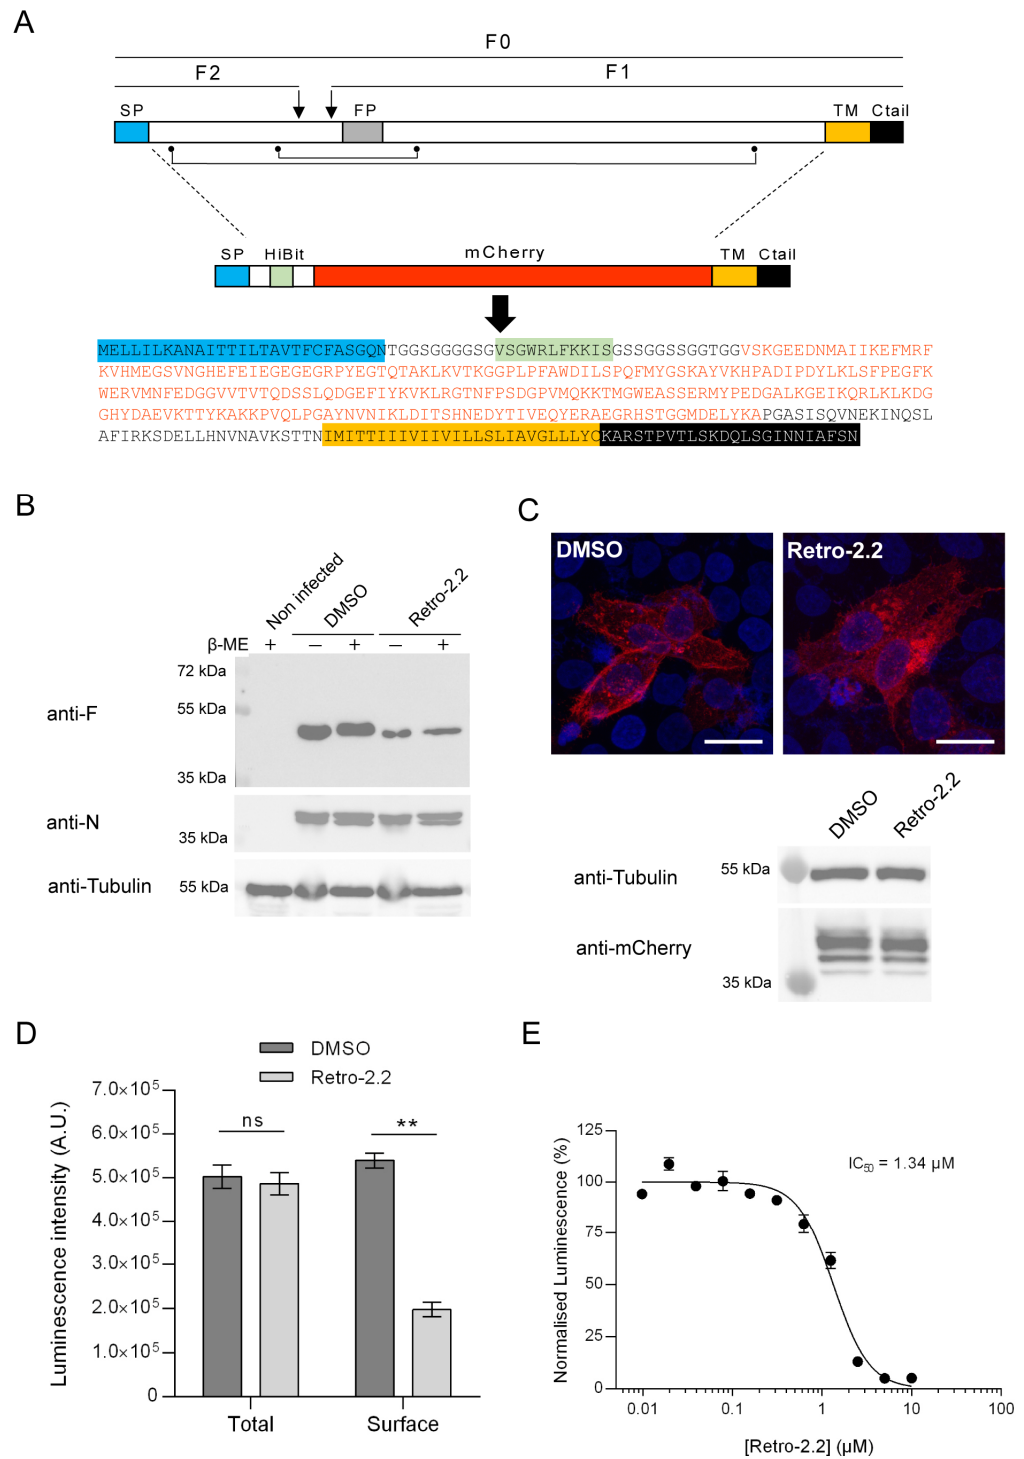 A
F0
F2
F1
SP
FP
TM
Ctail
SP
HiBit
mCherry
TM
Ctail
MELLILKANAITTILTAVTFCFASGQNTGGSGGGGSGVSGWRLFKKISGSSGGSSGGTGGVSKGEEDNMAIIKEFMRF
KVHMEGSVNGHEFEIEGEGEGRPYEGTQTAKLKVTKGGPLPFAWDILSPQFMYGSKAYVKHPADIPDYLKLSFPEGFK
WERVMNFEDGGVVTVTQDSSLQDGEFIYKVKLRGTNFPSDGPVMQKKTMGWEASSERMYPEDGALKGEIKQRLKLKDG
GHYDAEVKTTYKAKKPVQLPGAYNVNIKLDITSHNEDYTIVEQYERAEGRHSTGGMDELYKAPGASISQVNEKINQSL
AFIRKSDELLHNVNAVKSTTNIMITTIIIVIIVILLSLIAVGLLLYCKARSTPVTLSKDQLSGINNIAFSN
B
Non infected
DMSO
Retro-2.2
β-ME + – + – +
72 kDa
anti-F
55 kDa
35 kDa
anti-N
35 kDa
anti-Tubulin
55 kDa
C
DMSO
Retro-2.2
DMSO
Retro-2.2
anti-Tubulin
55 kDa
anti-mCherry
35 kDa
D
DMSO
Retro-2.2
Luminescence intensity (A.U.)
7.0×10⁵
6.0×10⁵
5.0×10⁵
4.0×10⁵
3.0×10⁵
2.0×10⁵
1.0×10⁵
0
ns
**
Total
Surface
E
Normalised Luminescence (%)
125
100
75
50
25
0
IC50 = 1.34 µM
0.01 0.1 1 10 100
[Retro-2.2] (µM)